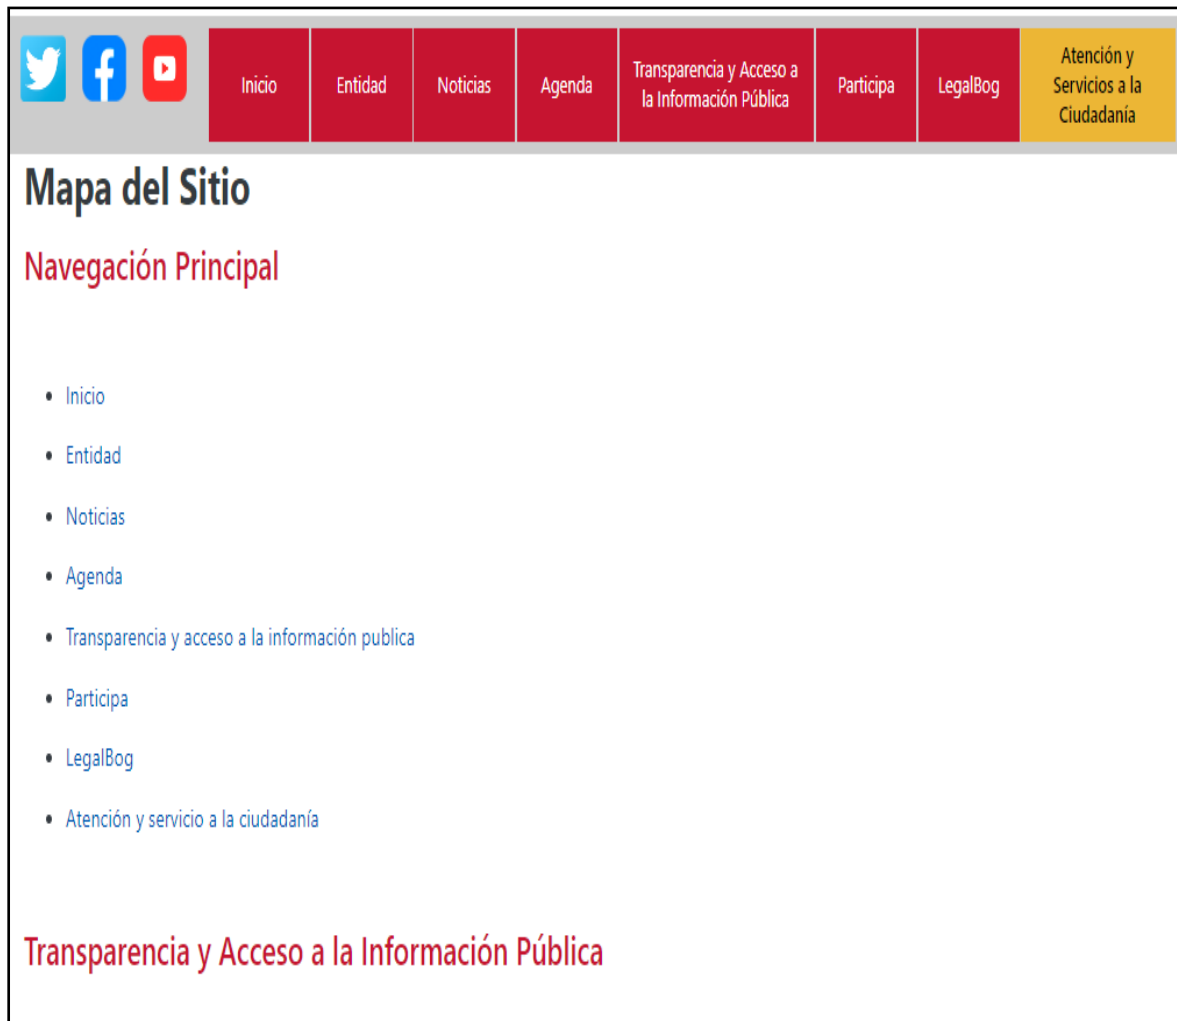 Inicio
Entidad
Noticias
Agenda
Transparencia y Acceso a
la Información Pública
Participa
LegalBog
Atención y
Servicios a la
Ciudadanía
Mapa del Sitio
Navegación Principal
Inicio
Entidad
Noticias
Agenda
Transparencia y acceso a la información publica
Participa
LegalBog
Atención y servicio a la ciudadanía
Transparencia y Acceso a la Información Pública